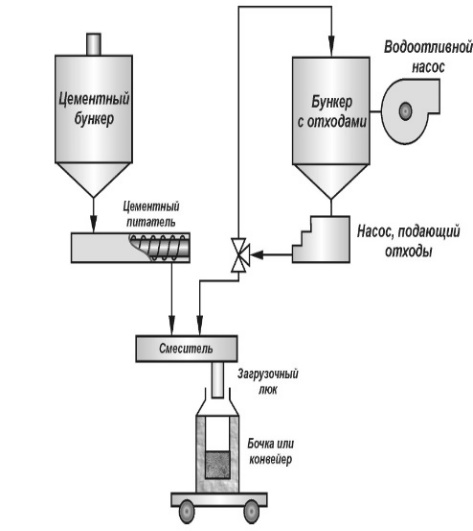 Водоотливной
насос
Цементный
бункер
Бункер
с отходами
Цементный
питатель
Насос, подающий
отходы
Смеситель
Загрузочный
люк
Бочка или
конвейер